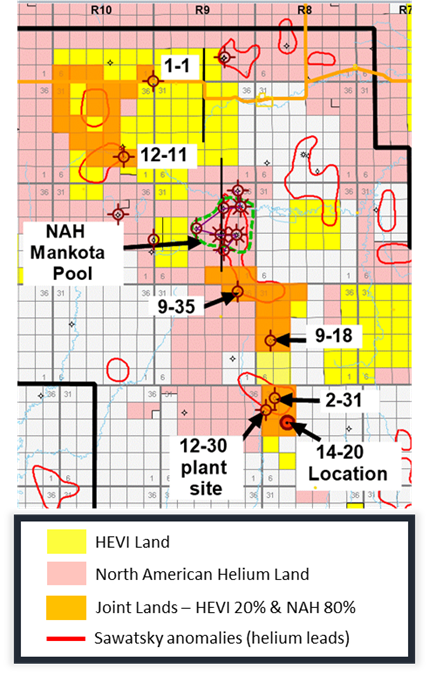 R10 R9 R8 R7
1-1
12-11
NAH
Mankota
Pool
9-35
9-18
2-31
12-30
plant
site
14-20
Location
HEVI Land
North American Helium Land
Joint Lands – HEVI 20% & NAH 80%
Sawatsky anomalies (helium leads)